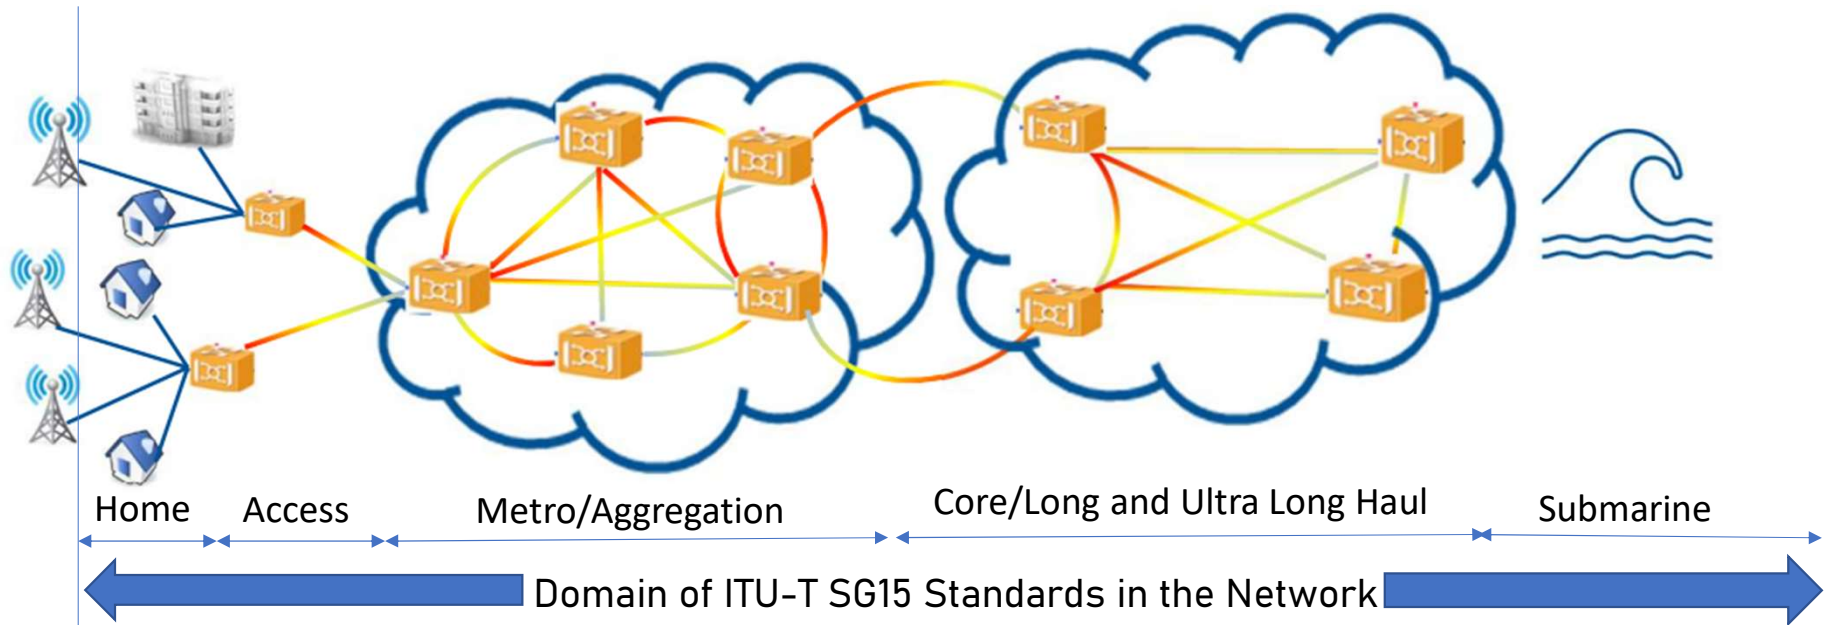 Home
Access
Metro/Aggregation
Core/Long and Ultra Long Haul
Submarine
Domain of ITU-T SG15 Standards in the Network